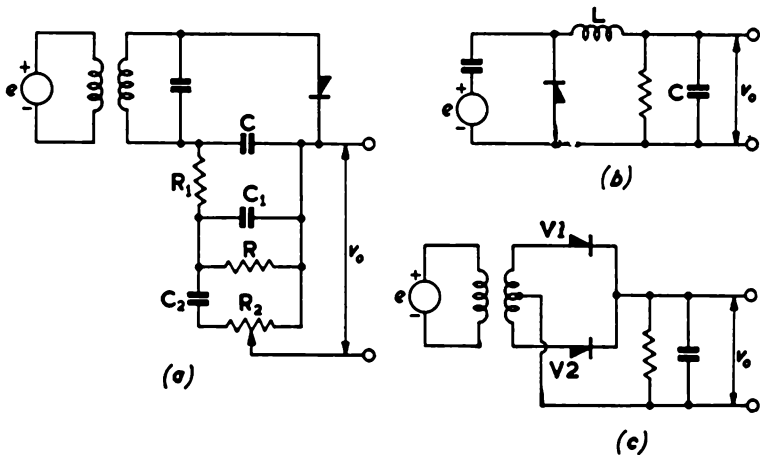 +
e
-
C
R₁
C₁
R
C₂
R₂
v₀
(a)
L
+
e
-
C
v₀
(b)
V1
+
e
-
V2
v₀
(c)